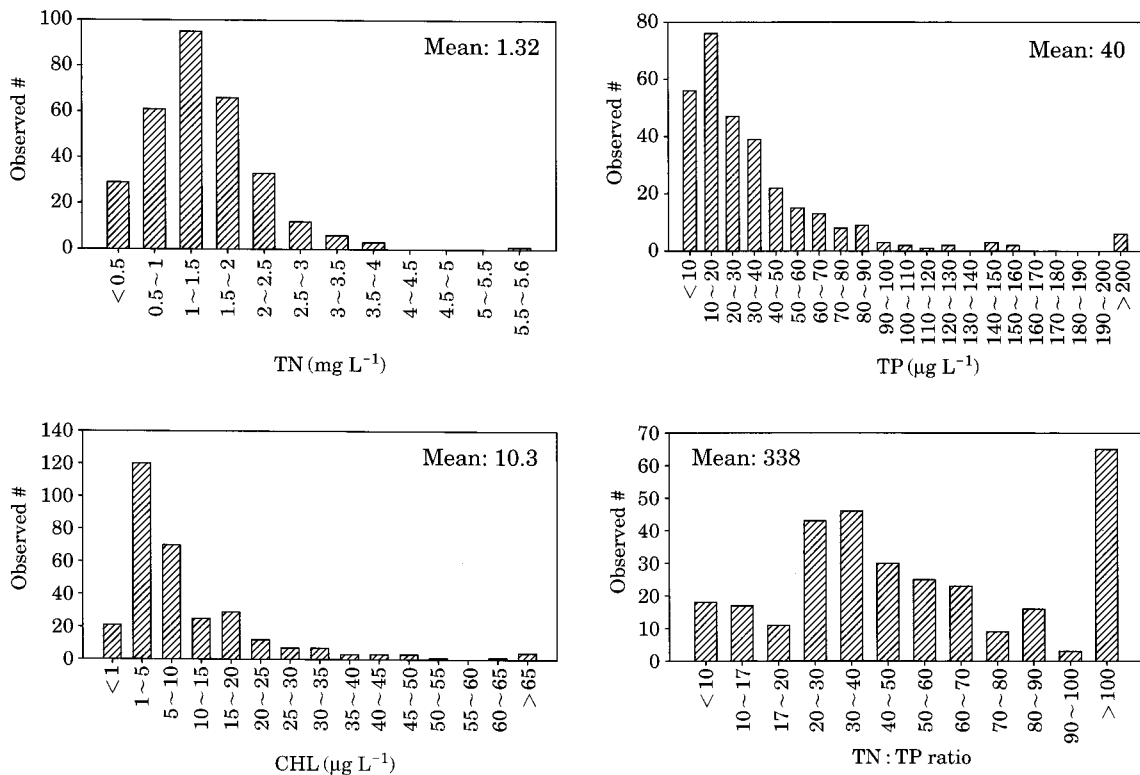 100
80
60
40
20
0
Observed #
Mean: 1.32
< 0.5
0.5 ~ 1
1 ~ 1.5
1.5 ~ 2
2 ~ 2.5
2.5 ~ 3
3 ~ 3.5
3.5 ~ 4
4 ~ 4.5
4.5 ~ 5
5 ~ 5.5
5.5 ~ 5.6
TN (mg L⁻¹)
80
60
40
20
0
Observed #
Mean: 40
< 10
10 ~ 20
20 ~ 30
30 ~ 40
40 ~ 50
50 ~ 60
60 ~ 70
70 ~ 80
80 ~ 90
90 ~ 100
100 ~ 110
110 ~ 120
120 ~ 130
130 ~ 140
140 ~ 150
150 ~ 160
160 ~ 170
170 ~ 180
180 ~ 190
190 ~ 200
> 200
TP (µg L⁻¹)
140
120
100
80
60
40
20
0
Observed #
Mean: 10.3
< 1
1 ~ 5
5 ~ 10
10 ~ 15
15 ~ 20
20 ~ 25
25 ~ 30
30 ~ 35
35 ~ 40
40 ~ 45
45 ~ 50
50 ~ 55
55 ~ 60
60 ~ 65
> 65
CHL (µg L⁻¹)
70
60
50
40
30
20
10
0
Observed #
Mean: 338
< 10
10 ~ 17
17 ~ 20
20 ~ 30
30 ~ 40
40 ~ 50
50 ~ 60
60 ~ 70
70 ~ 80
80 ~ 90
90 ~ 100
> 100
TN : TP ratio